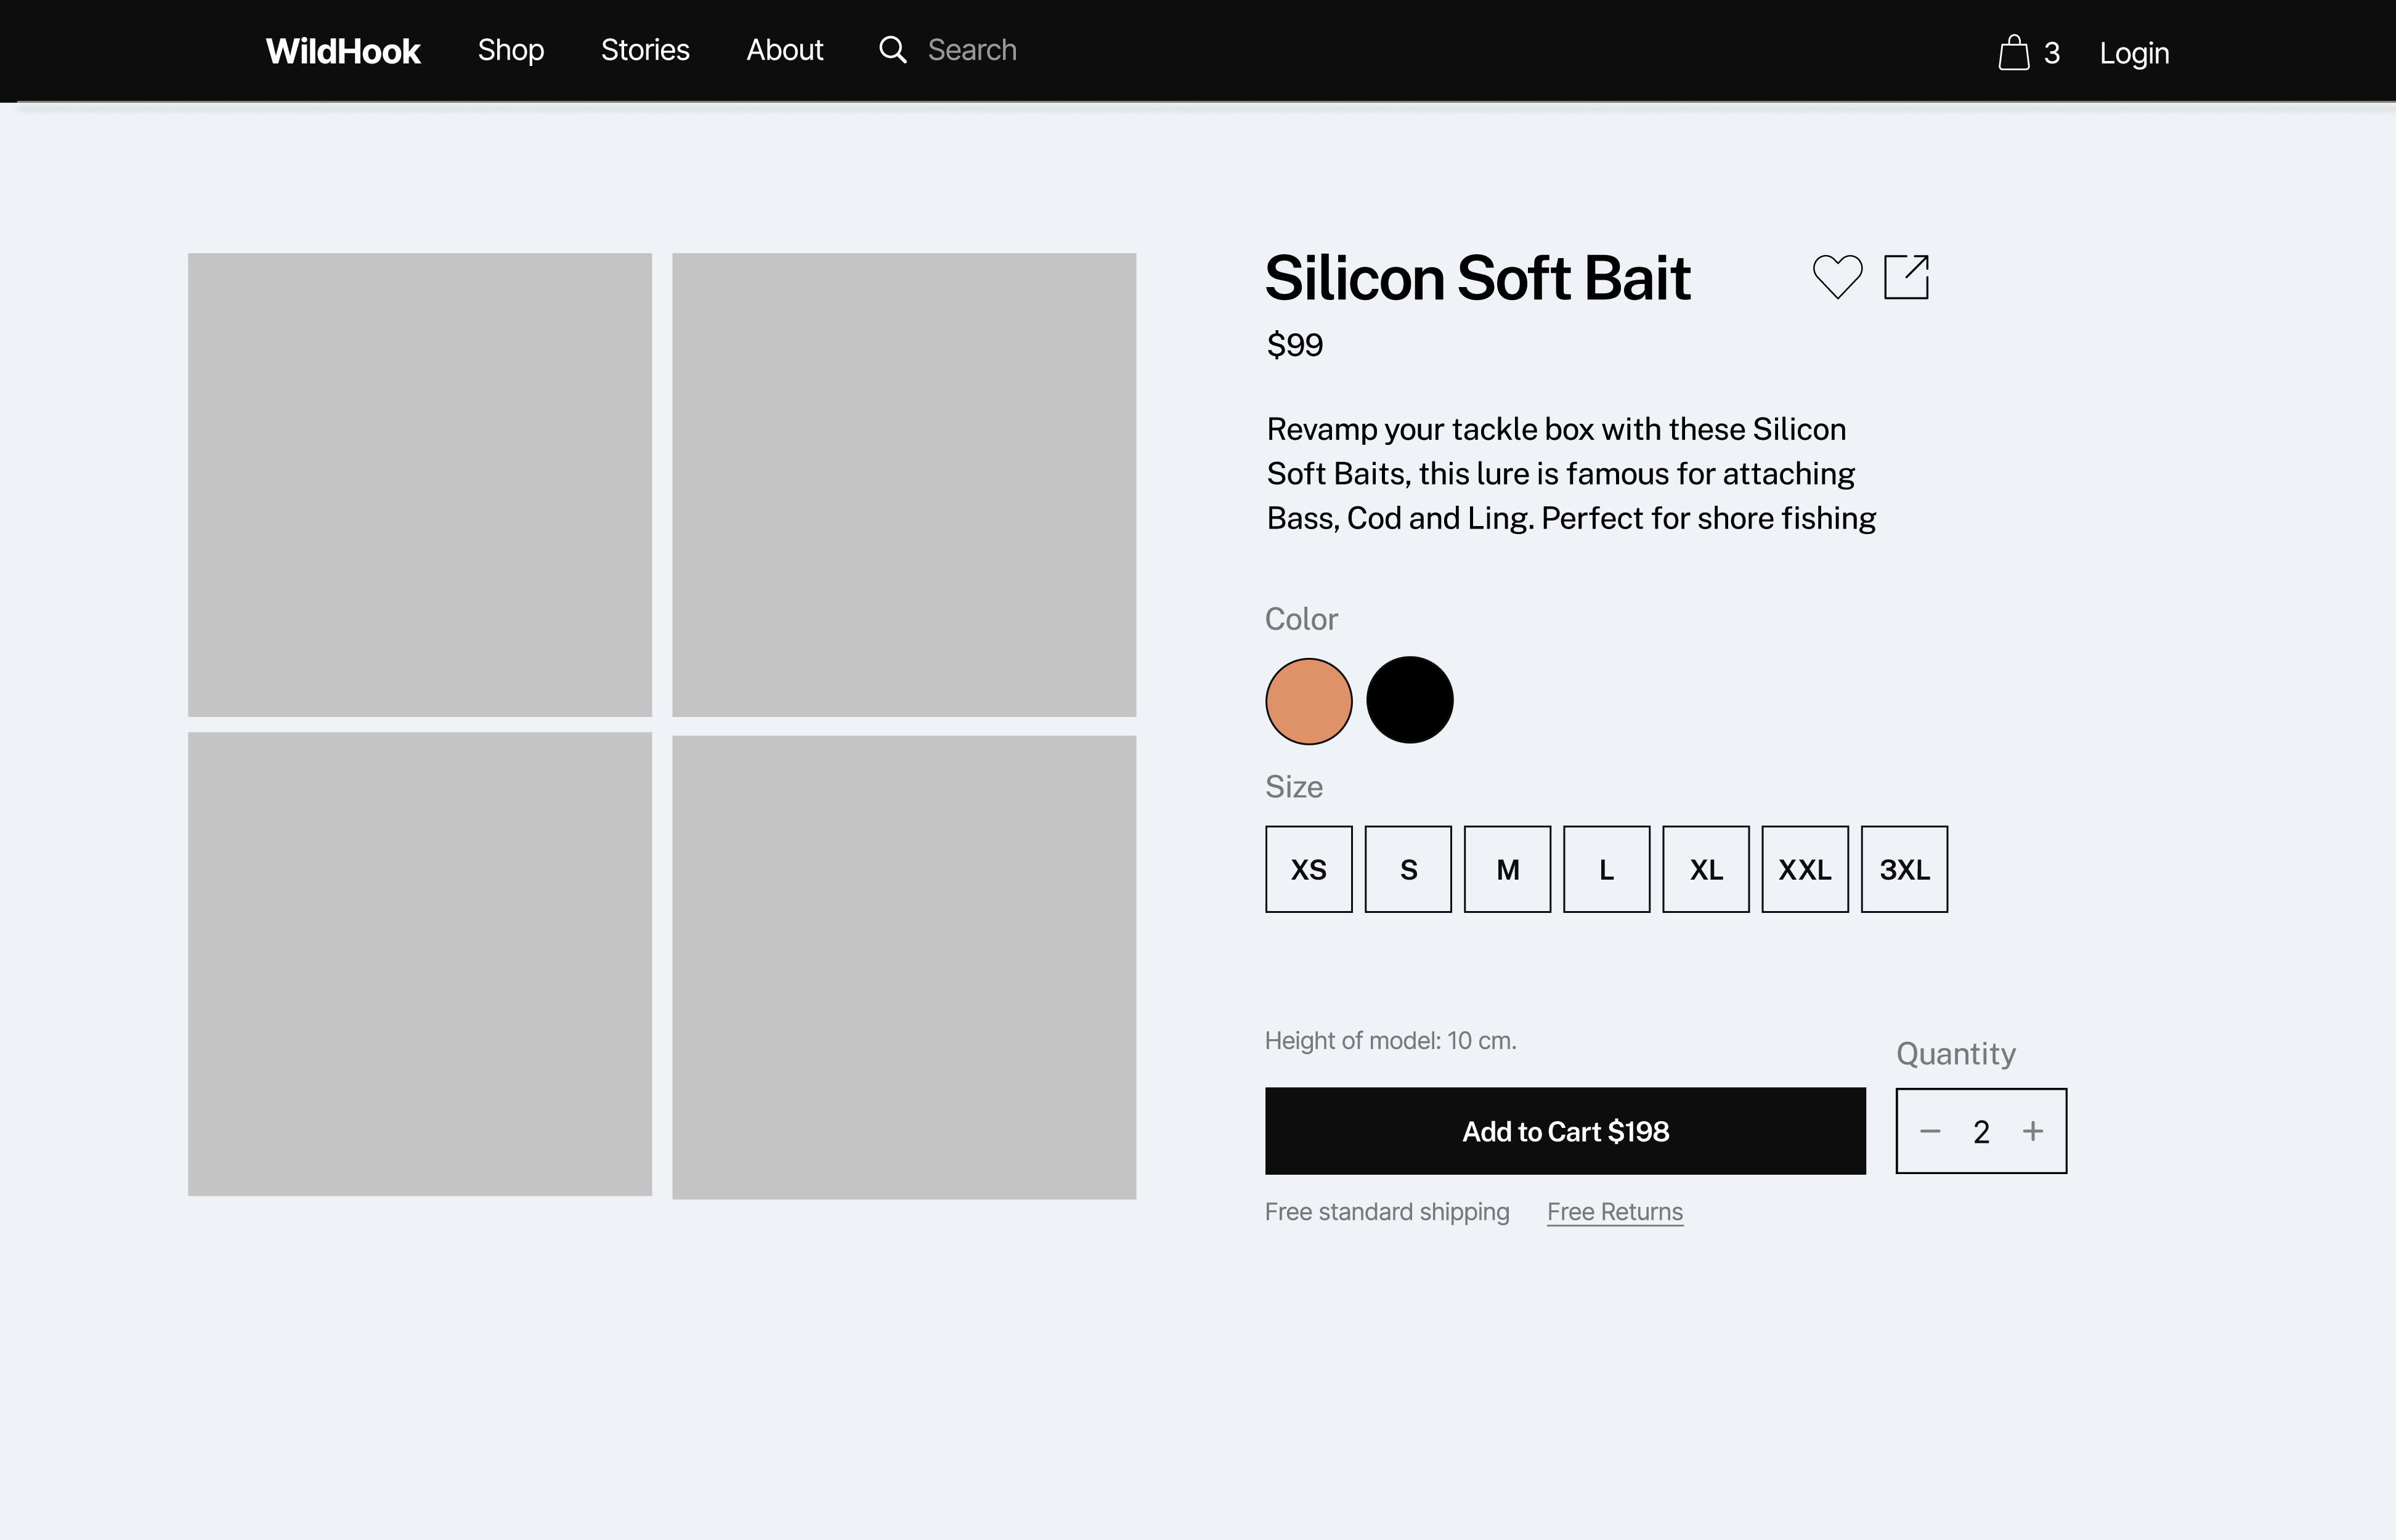 WildHook Shop Stories About Search 3 Login
Silicon Soft Bait
$99
Revamp your tackle box with these Silicon
Soft Baits, this lure is famous for attaching
Bass, Cod and Ling. Perfect for shore fishing
Color
Size
XS S M L XL XXL 3XL
Height of model: 10 cm.
Quantity
Add to Cart $198
2
Free standard shipping Free Returns